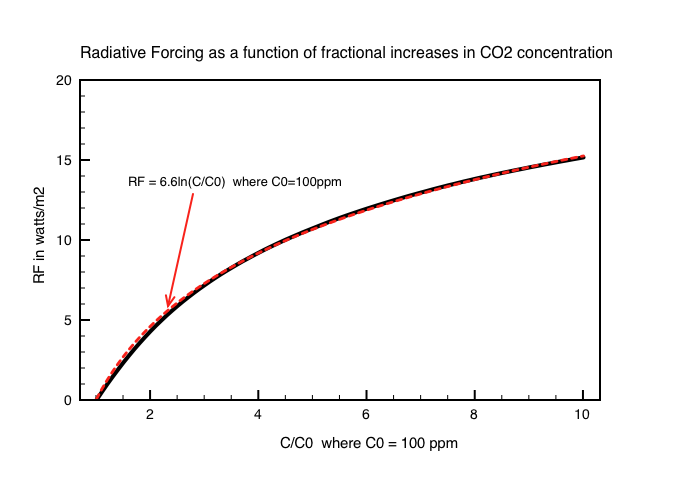 Radiative Forcing as a function of fractional increases in CO2 concentration
20
15
RF = 6.6ln(C/C0)  where C0=100ppm
RF in watts/m2
10
5
0
2
4
6
8
10
C/C0  where C0 = 100 ppm